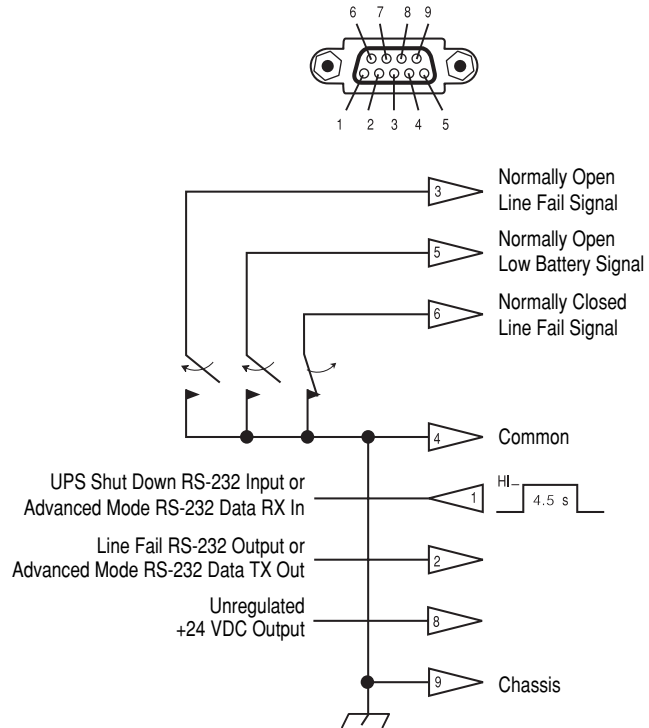 6 7 8 9
1 2 3 4 5
3 Normally Open
Line Fail Signal
5 Normally Open
Low Battery Signal
6 Normally Closed
Line Fail Signal
4 Common
UPS Shut Down RS-232 Input or
Advanced Mode RS-232 Data RX In
1 HI 4.5 s
Line Fail RS-232 Output or
Advanced Mode RS-232 Data TX Out
2
Unregulated
+24 VDC Output
8
9 Chassis